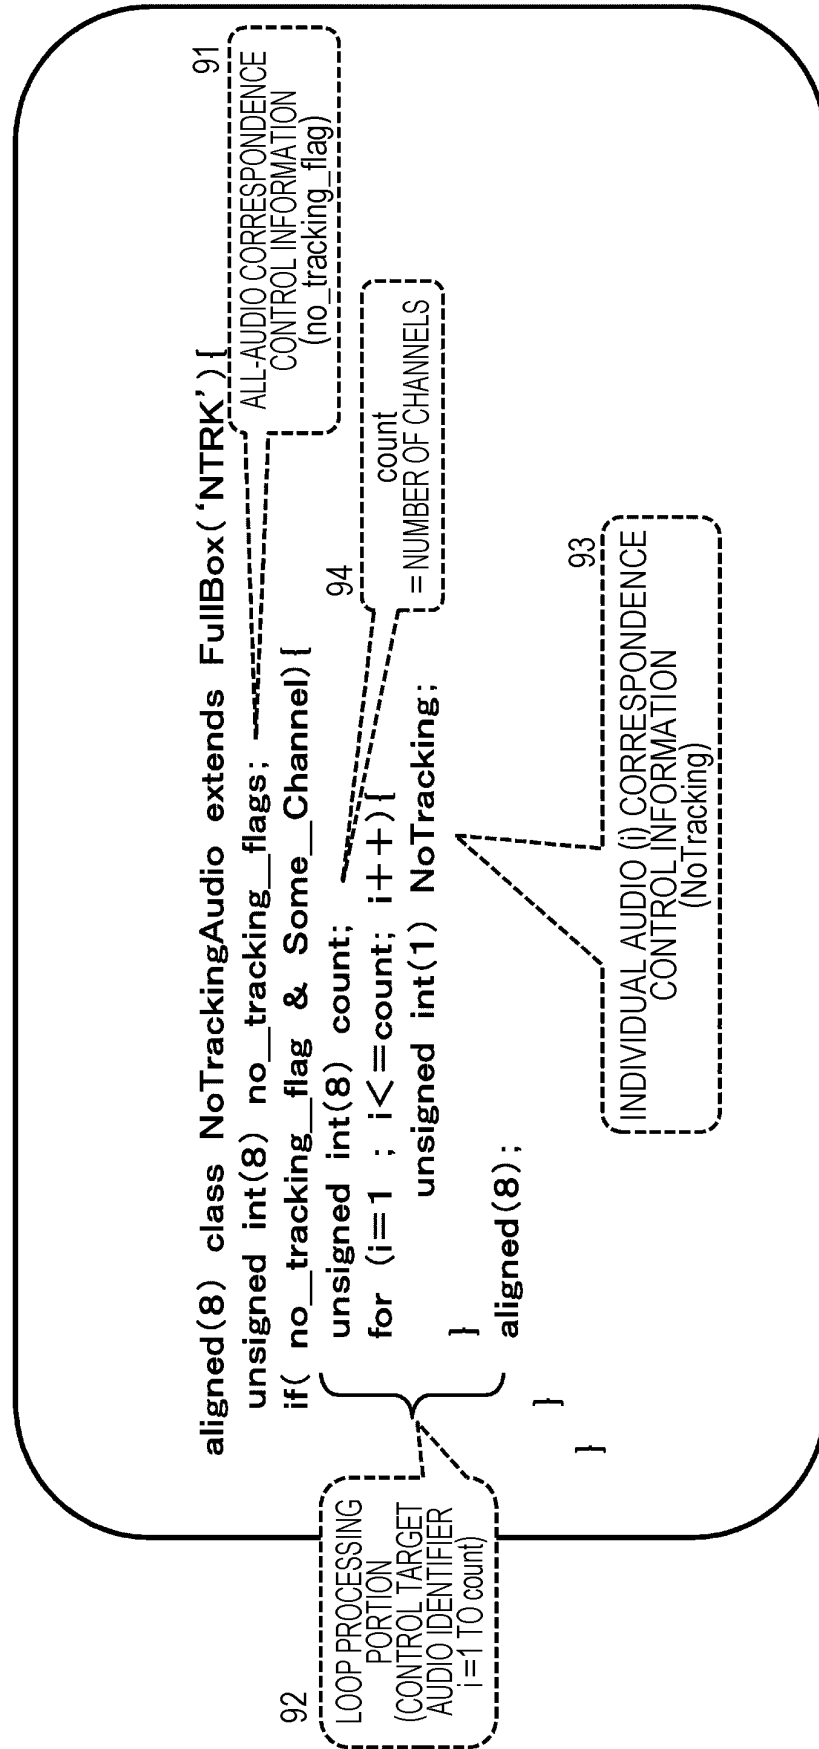 91
ALL-AUDIO CORRESPONDENCE
CONTROL INFORMATION
(no_tracking_flag)
aligned(8) class NoTrackingAudio extends FullBox('NTRK'){
unsigned int(8) no_tracking_flags;
if( no_tracking_flag & Some_Channel){
unsigned int(8) count;
for (i=1 ; i<=count; i++){
unsigned int(1) NoTracking;
}
aligned(8);
}
}
94
count
= NUMBER OF CHANNELS
92
LOOP PROCESSING
PORTION
(CONTROL TARGET
AUDIO IDENTIFIER
i=1 TO count)
93
INDIVIDUAL AUDIO (i) CORRESPONDENCE
CONTROL INFORMATION
(NoTracking)